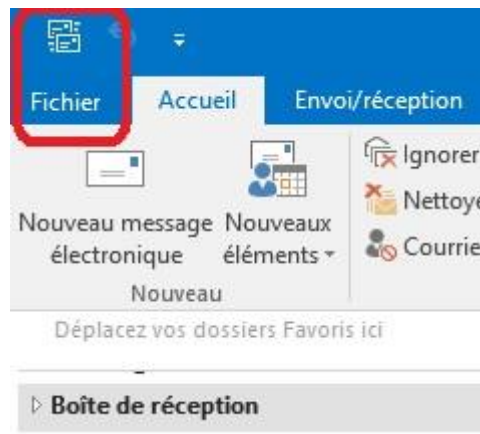 Fichier Accueil Envoi/réception
Ignorer
Nouveau message Nouveaux Nettoye
électronique éléments Courrie
Nouveau
Déplacez vos dossiers Favoris ici
Boîte de réception